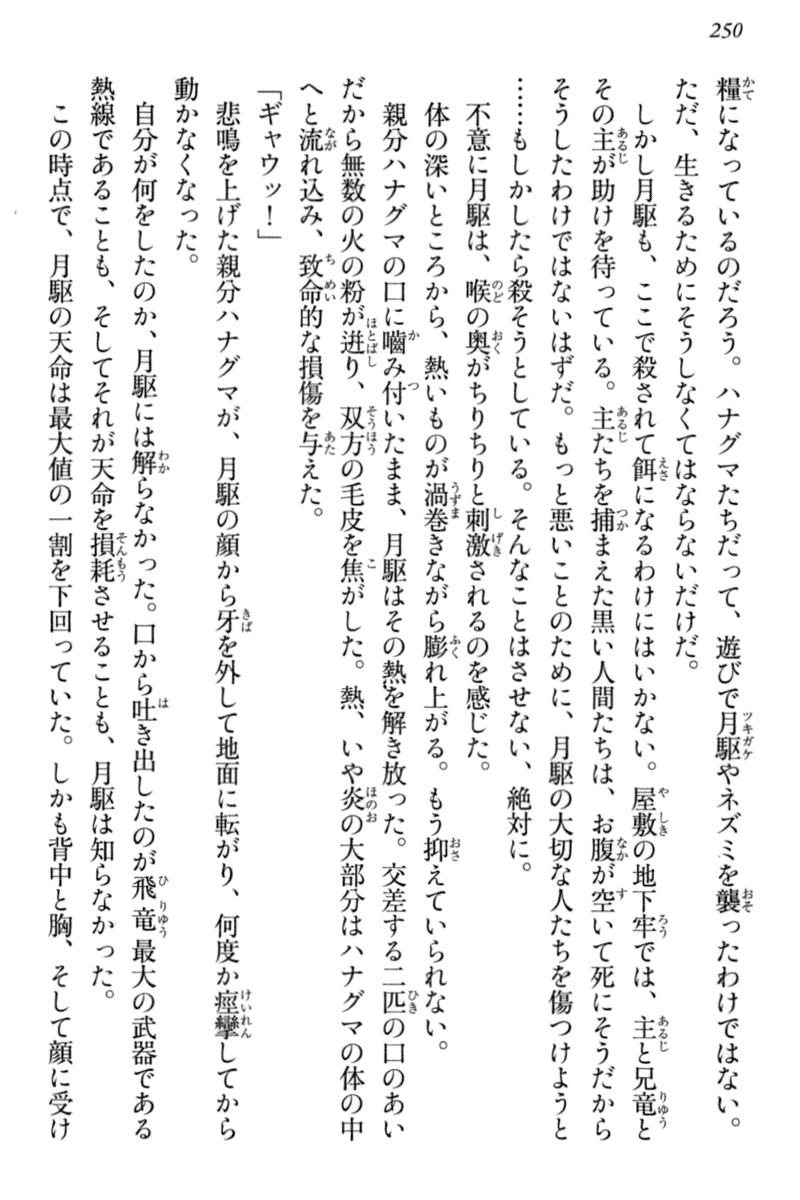 250
糧になっているのだろう。ハナグマたちだって、遊びで月駆やネズミを襲ったわけではない。
ただ、生きるためにそうしなくてはならないだけだ。
しかし月駆も、ここで殺されて餌になるわけにはいかない。屋敷の地下牢では、主と兄竜と
その主が助けを待っている。主たちを捕まえた黒い人間たちは、お腹が空いて死にそうだから
そうしたわけではないはずだ。もっと悪いことのために、月駆の大切な人たちを傷つけようと
……もしかしたら殺そうとしている。そんなことはさせない、絶対に。
不意に月駆は、喉の奥がちりちりと刺激されるのを感じた。
体の深いところから、熱いものが渦巻きながら膨れ上がる。もう抑えていられない。
親分ハナグマの口に嚙み付いたまま、月駆はその熱を解き放った。交差する二匹の口のあい
だから無数の火の粉が迸り、双方の毛皮を焦がした。熱、いや炎の大部分はハナグマの体の中
へと流れ込み、致命的な損傷を与えた。
「ギャウッ！」
悲鳴を上げた親分ハナグマが、月駆の顔から牙を外して地面に転がり、何度か痙攣してから
動かなくなった。
自分が何をしたのか、月駆には解らなかった。口から吐き出したのが飛竜最大の武器である
熱線であることも、そしてそれが天命を損耗させることも、月駆は知らなかった。
この時点で、月駆の天命は最大値の一割を下回っていた。しかも背中と胸、そして顔に受け